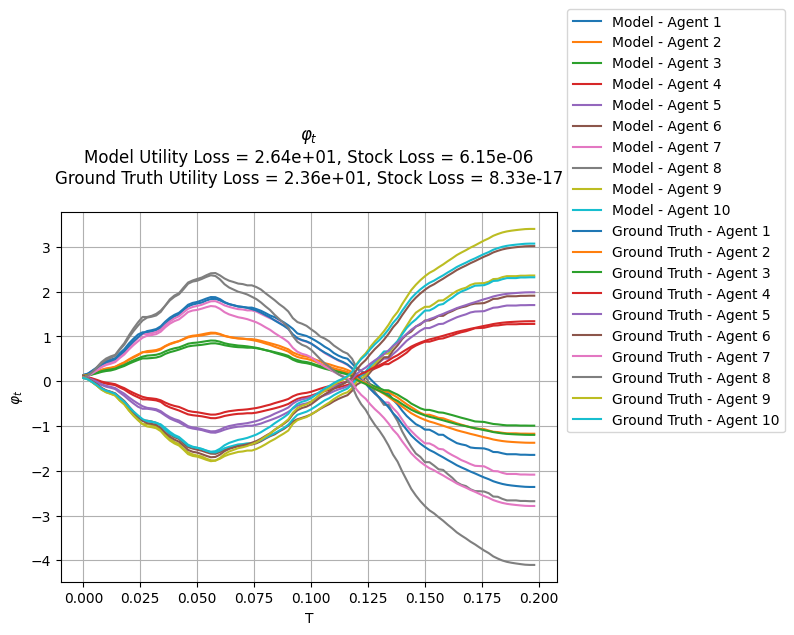 φt
Model Utility Loss = 2.64e+01, Stock Loss = 6.15e-06
Ground Truth Utility Loss = 2.36e+01, Stock Loss = 8.33e-17
3
2
1
0
−1
−2
−3
−4
φt
0.000 0.025 0.050 0.075 0.100 0.125 0.150 0.175 0.200
T
Model - Agent 1
Model - Agent 2
Model - Agent 3
Model - Agent 4
Model - Agent 5
Model - Agent 6
Model - Agent 7
Model - Agent 8
Model - Agent 9
Model - Agent 10
Ground Truth - Agent 1
Ground Truth - Agent 2
Ground Truth - Agent 3
Ground Truth - Agent 4
Ground Truth - Agent 5
Ground Truth - Agent 6
Ground Truth - Agent 7
Ground Truth - Agent 8
Ground Truth - Agent 9
Ground Truth - Agent 10